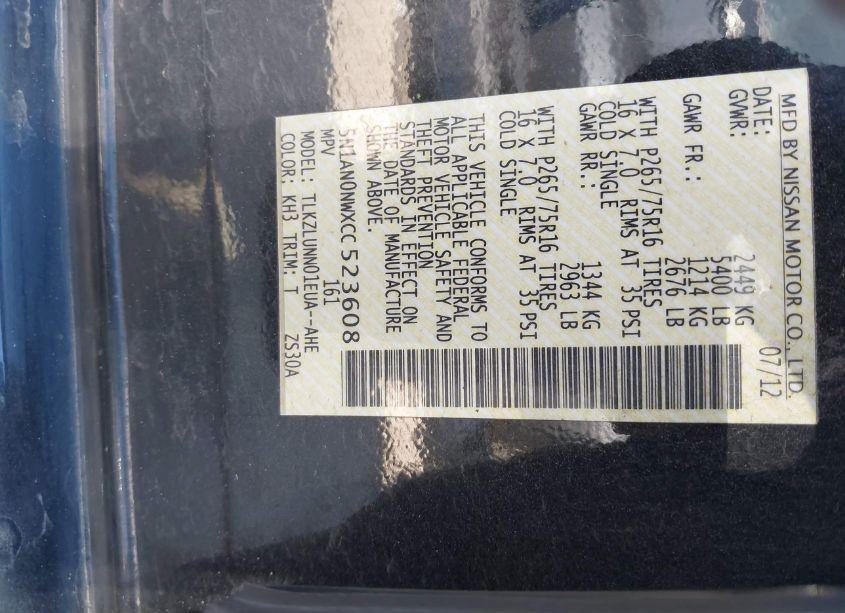 MFD BY NISSAN MOTOR CO., LTD.
DATE: 07/12
GVWR: 2449 KG
5400 LB
GAWR FR.: 1214 KG
2676 LB
WITH P265/75R16 TIRES
16 X 7.0 RIMS AT 35 PSI
COLD SINGLE
GAWR RR.: 1344 KG
2963 LB
WITH P265/75R16 TIRES
16 X 7.0 RIMS AT 35 PSI
COLD SINGLE
THIS VEHICLE CONFORMS TO
ALL APPLICABLE FEDERAL
MOTOR VEHICLE SAFETY AND
THEFT PREVENTION
STANDARDS IN EFFECT ON
THE DATE OF MANUFACTURE
SHOWN ABOVE.
5N1AN0NWXCC523608
MPV 161
MODEL: TLKZLUNN01EUA--AHE
COLOR: KH3 TRIM: T ZS30A